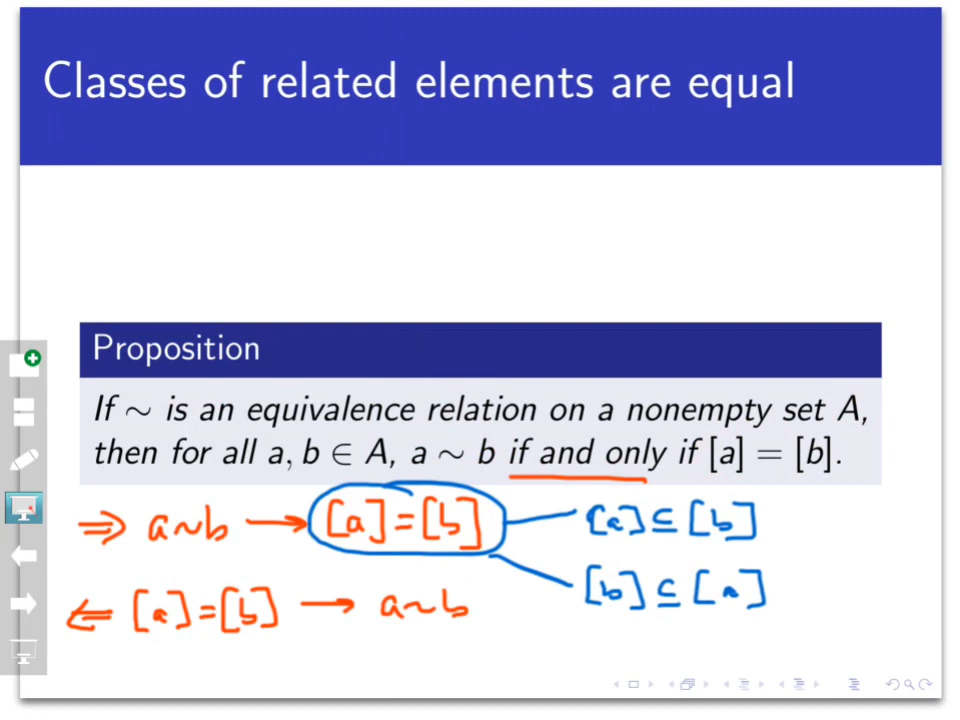 Classes of related elements are equal
Proposition
If ∼ is an equivalence relation on a nonempty set A,
then for all a, b ∈ A, a ∼ b if and only if [a] = [b].
⇒ a~b → [a]=[b] [a] ⊆ [b]
[b] ⊆ [a]
⇐ [a]=[b] → a~b